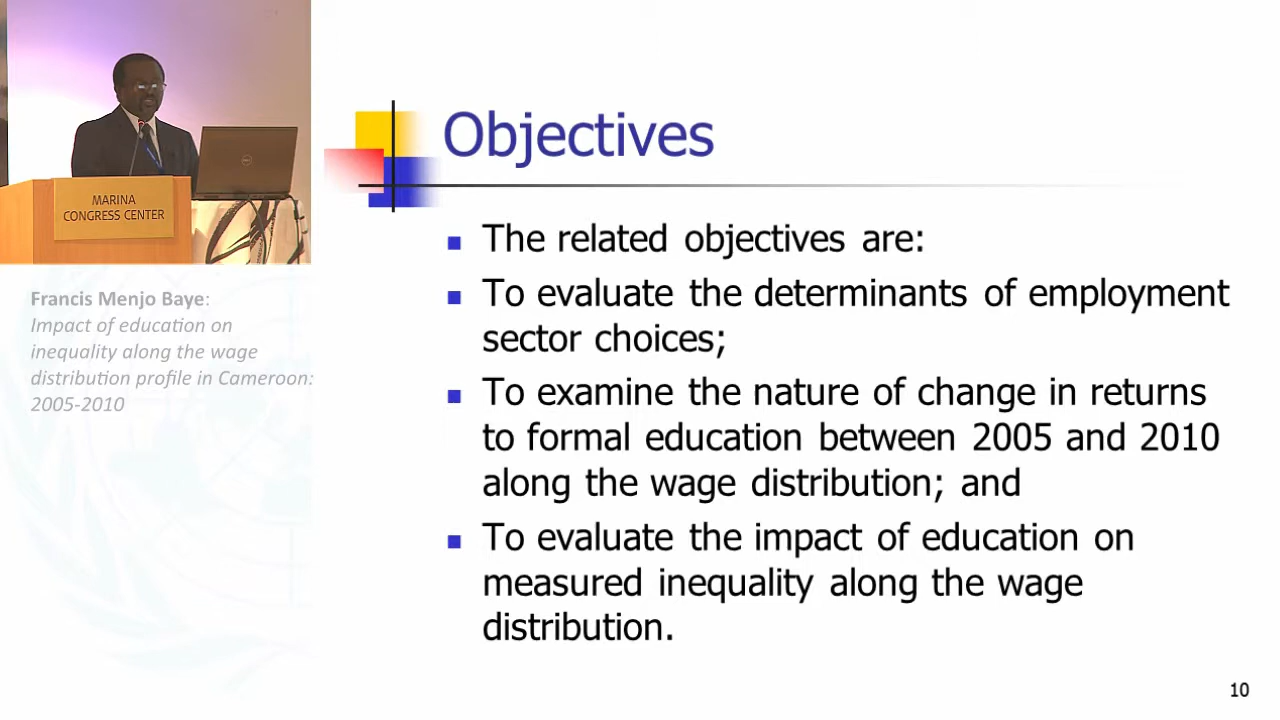 MARINA
CONGRESS CENTER
Francis Menjo Baye:
Impact of education on
inequality along the wage
distribution profile in Cameroon:
2005-2010
Objectives
The related objectives are:
To evaluate the determinants of employment
sector choices;
To examine the nature of change in returns
to formal education between 2005 and 2010
along the wage distribution; and
To evaluate the impact of education on
measured inequality along the wage
distribution.
10